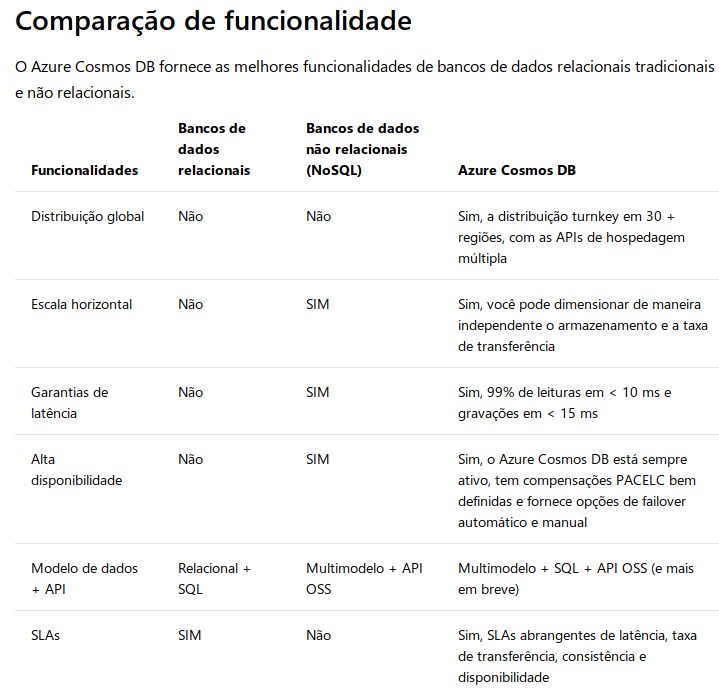 Comparação de funcionalidade
O Azure Cosmos DB fornece as melhores funcionalidades de bancos de dados relacionais tradicionais
e não relacionais.
Funcionalidades
Bancos de
dados
relacionais
Bancos de dados
não relacionais
(NoSQL)
Azure Cosmos DB
Distribuição global
Não
Não
Sim, a distribuição turnkey em 30 +
regiões, com as APIs de hospedagem
múltipla
Escala horizontal
Não
SIM
Sim, você pode dimensionar de maneira
independente o armazenamento e a taxa
de transferência
Garantias de
latência
Não
SIM
Sim, 99% de leituras em < 10 ms e
gravações em < 15 ms
Alta
disponibilidade
Não
SIM
Sim, o Azure Cosmos DB está sempre
ativo, tem compensações PACELC bem
definidas e fornece opções de failover
automático e manual
Modelo de dados
+ API
Relacional +
SQL
Multimodelo + API
OSS
Multimodelo + SQL + API OSS (e mais
em breve)
SLAs
SIM
Não
Sim, SLAs abrangentes de latência, taxa
de transferência, consistência e
disponibilidade